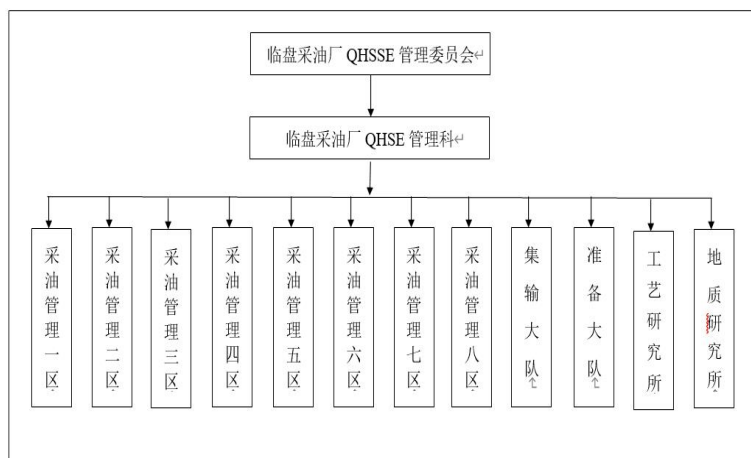 临盘采油厂 QHSSE 管理委员会
临盘采油厂 QHSE 管理科
采油管理一区
采油管理二区
采油管理三区
采油管理四区
采油管理五区
采油管理六区
采油管理七区
采油管理八区
集输大队
准备大队
工艺研究所
地质研究所